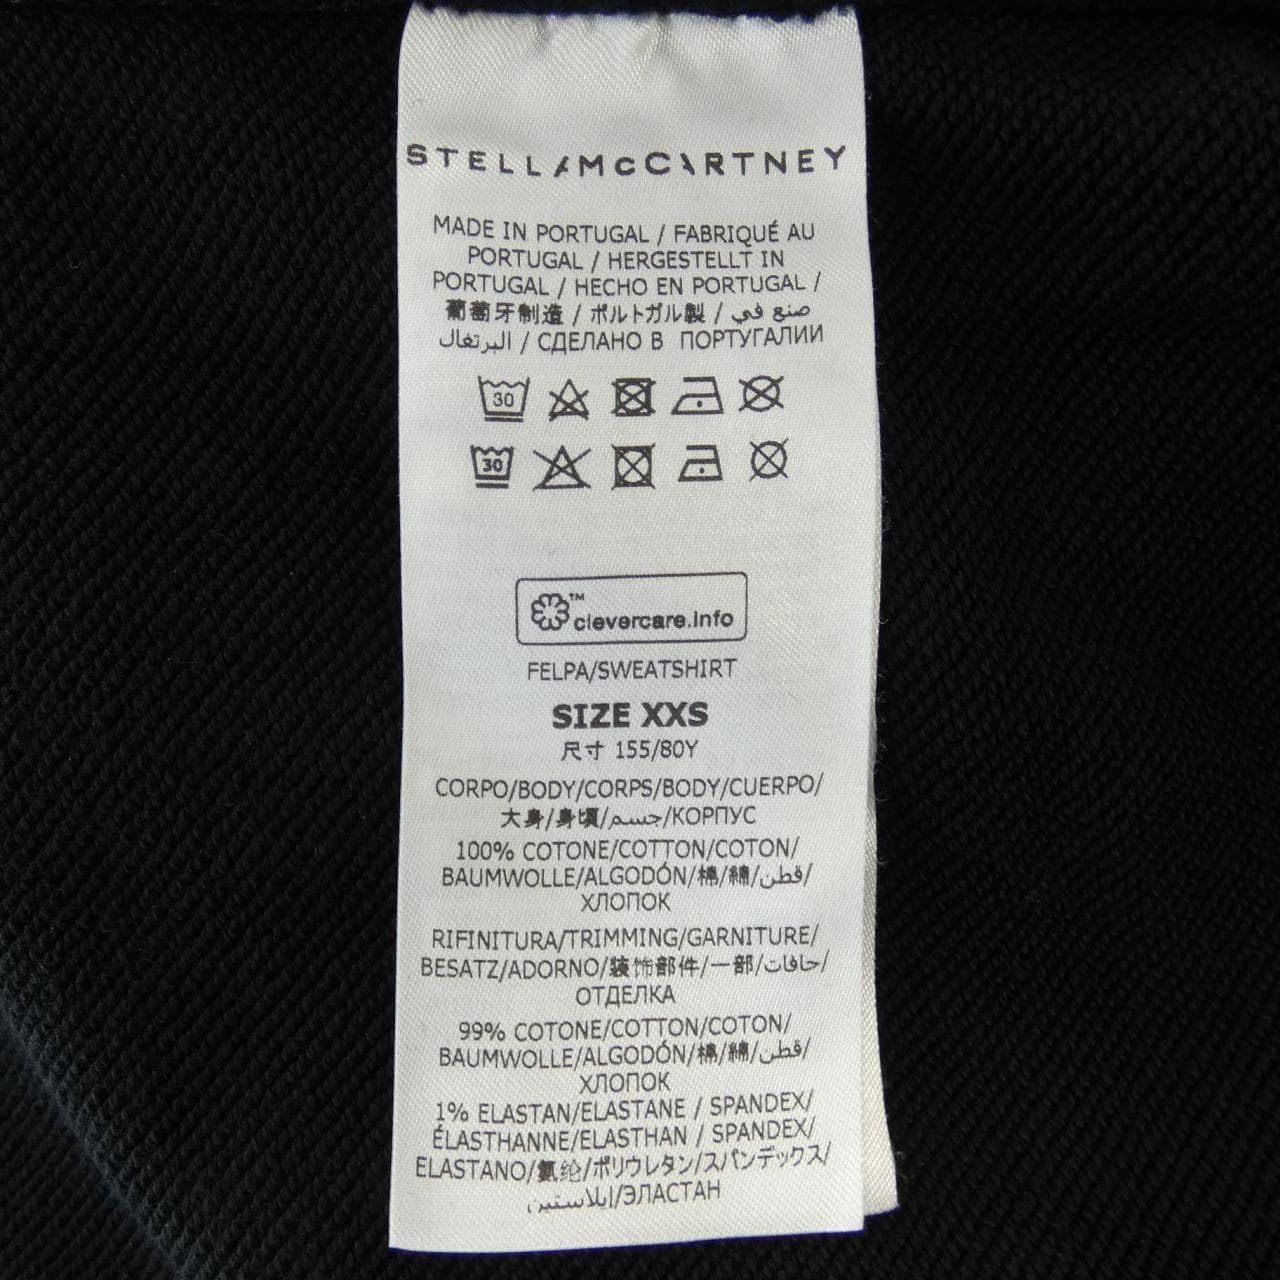 STELLA McCARTNEY
MADE IN PORTUGAL / FABRIQUÉ AU
PORTUGAL / HERGESTELLT IN
PORTUGAL / HECHO EN PORTUGAL /
葡萄牙制造 / ポルトガル製 / صنع في
البرتغال / СДЕЛАНО В ПОРТУГАЛИИ
30
30
™
clevercare.info
FELPA/SWEATSHIRT
SIZE XXS
尺寸 155/80Y
CORPO/BODY/CORPS/BODY/CUERPO/
大身/身頃/جسم/КОРПУС
100% COTONE/COTTON/COTON/
BAUMWOLLE/ALGODÓN/棉/綿/قطن/
ХЛОПОК
RIFINITURA/TRIMMING/GARNITURE/
BESATZ/ADORNO/装饰部件/一部/حافات/
ОТДЕЛКА
99% COTONE/COTTON/COTON/
BAUMWOLLE/ALGODÓN/棉/綿/قطن/
ХЛОПОК
1% ELASTAN/ELASTANE / SPANDEX/
ÉLASTHANNE/ELASTHAN / SPANDEX/
ELASTANO/氨纶/ポリウレタン/スパンデックス/
إيلاستين/ЭЛАСТАН